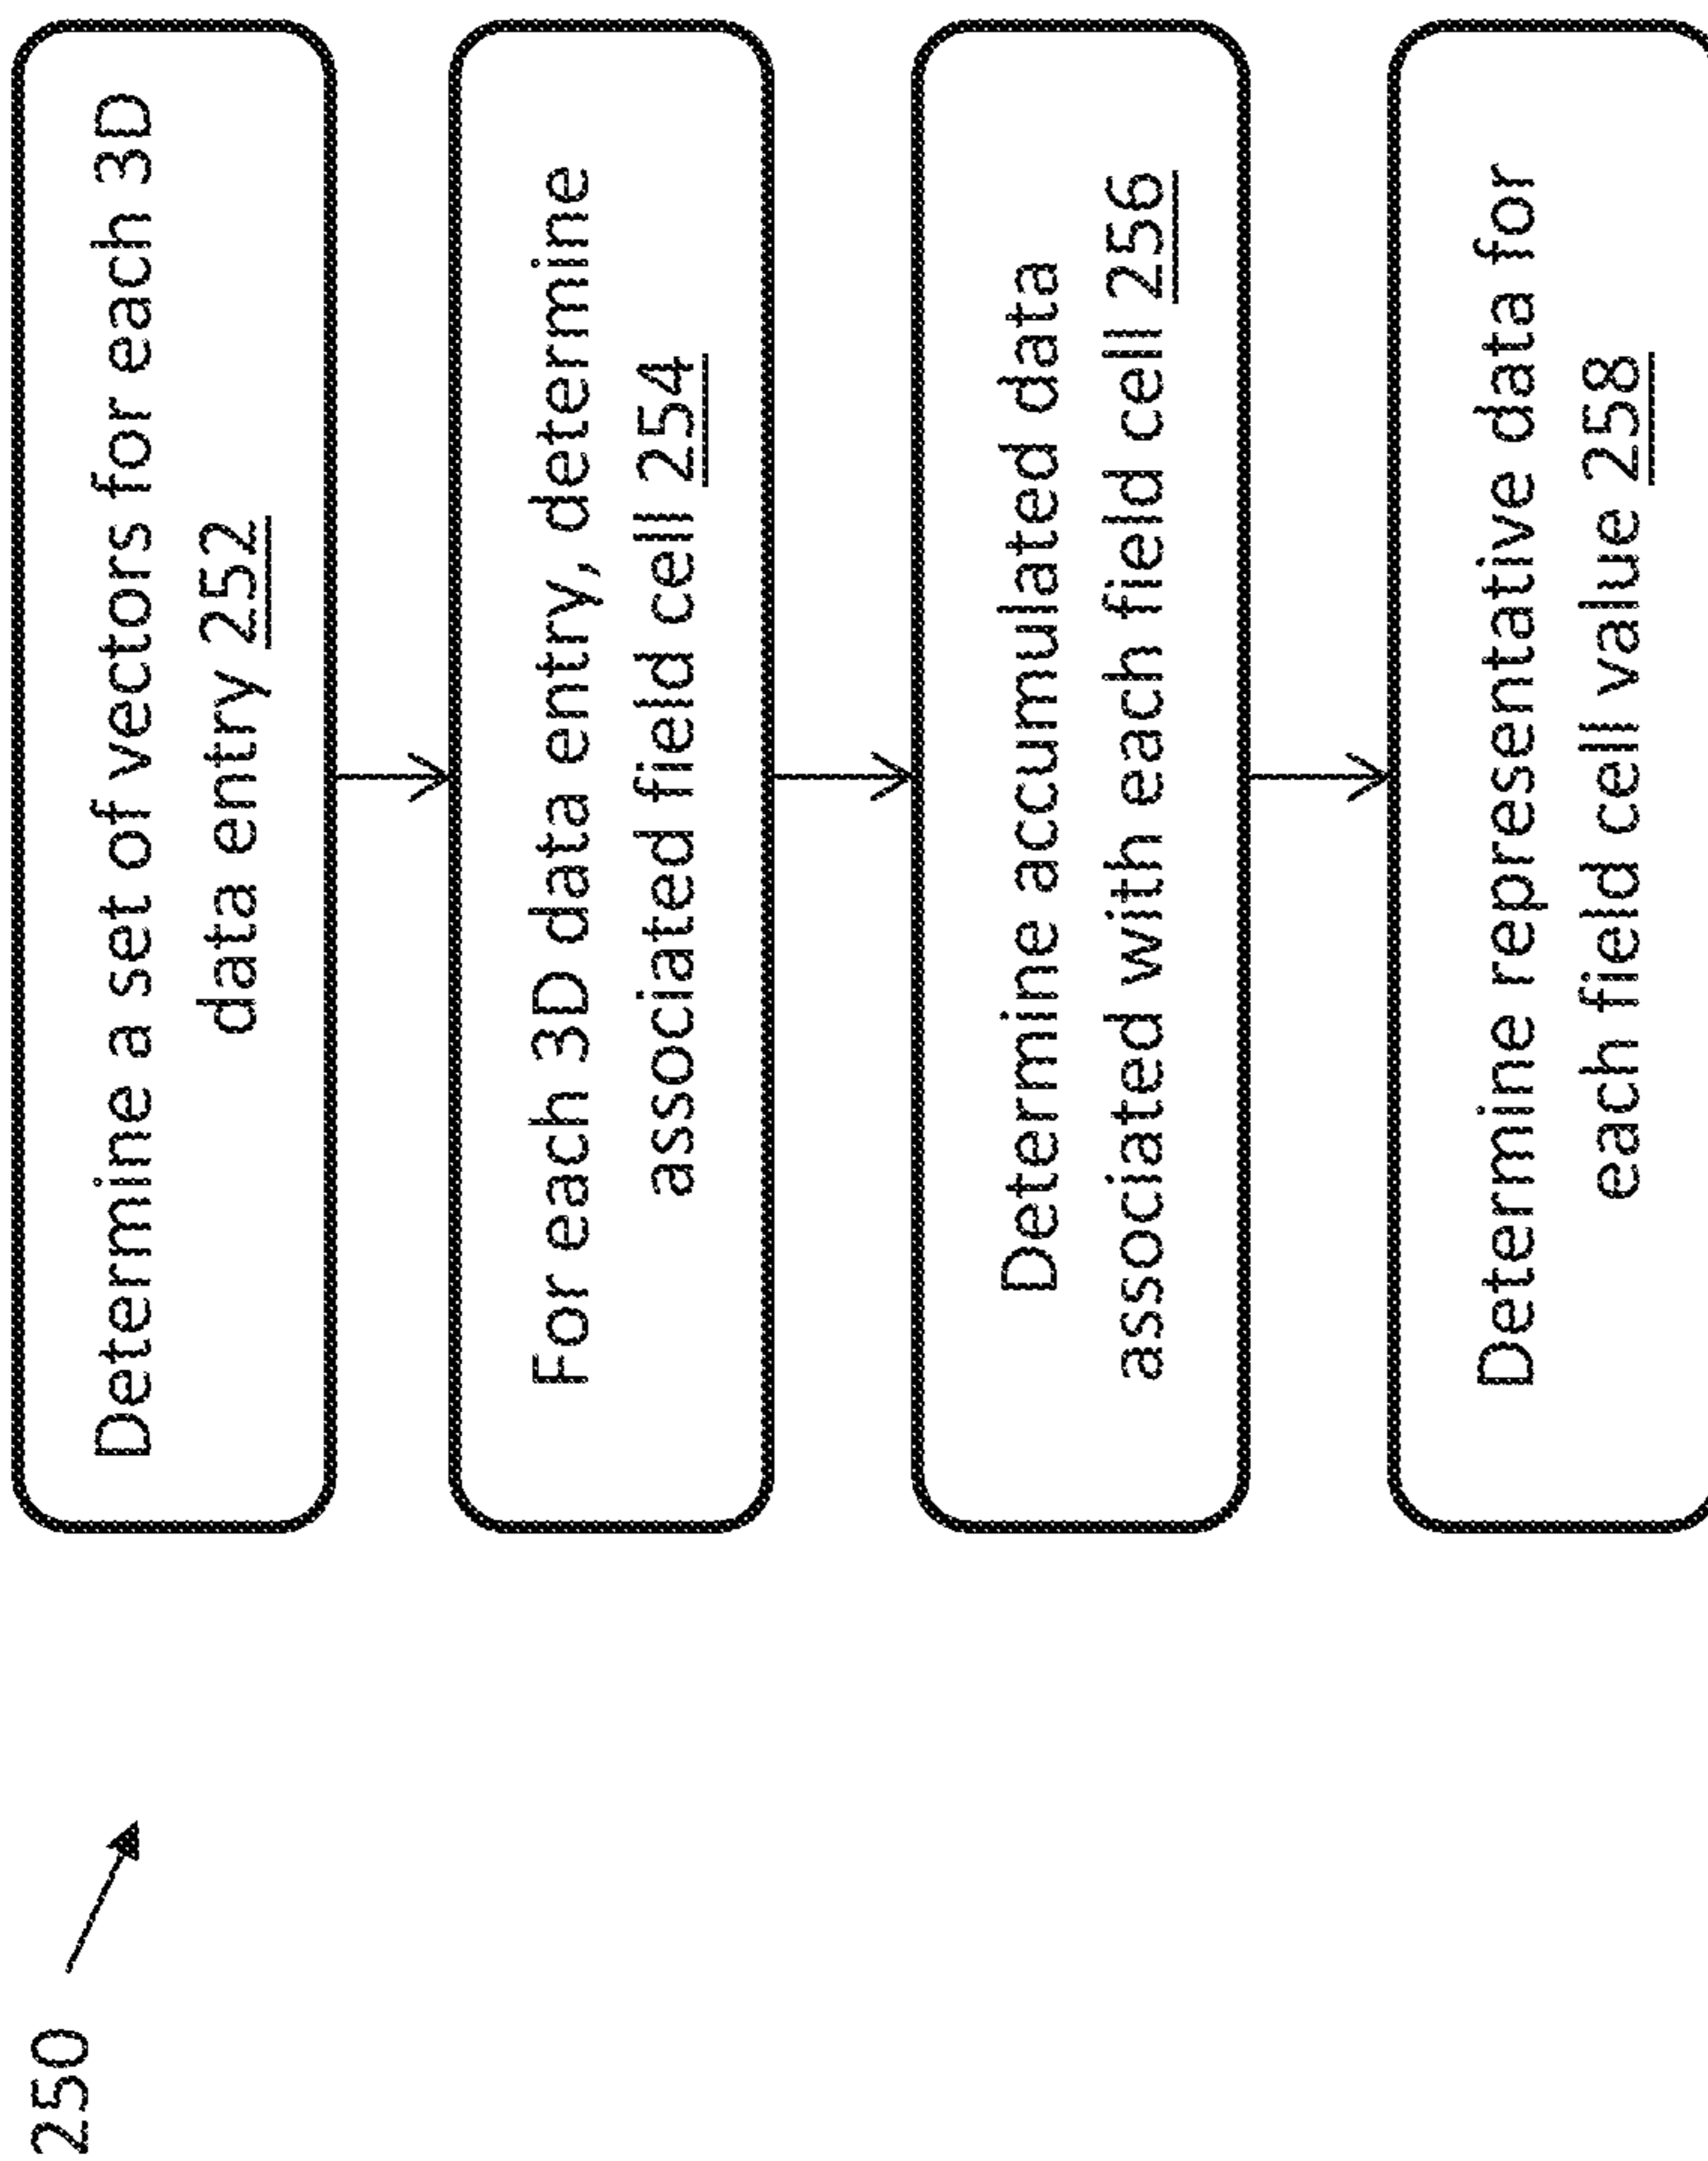 250
Determine a set of vectors for each 3D
data entry 252
For each 3D data entry, determine
associated field cell 254
Determine accumulated data
associated with each field cell 256
Determine representative data for
each field cell value 258